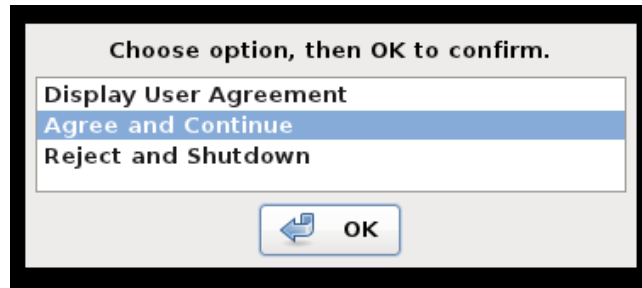 Choose option, then OK to confirm.
Display User Agreement
Agree and Continue
Reject and Shutdown
OK